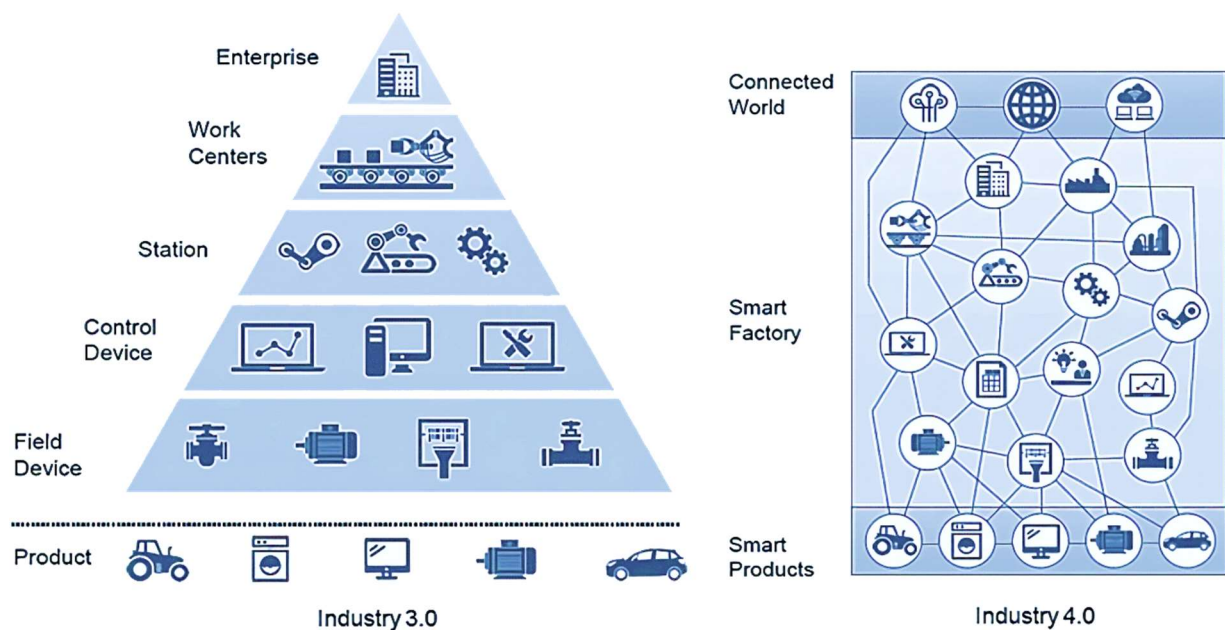 Enterprise
Work
Centers
Station
Control
Device
Field
Device
Product
Industry 3.0
Connected
World
Smart
Factory
Smart
Products
Industry 4.0